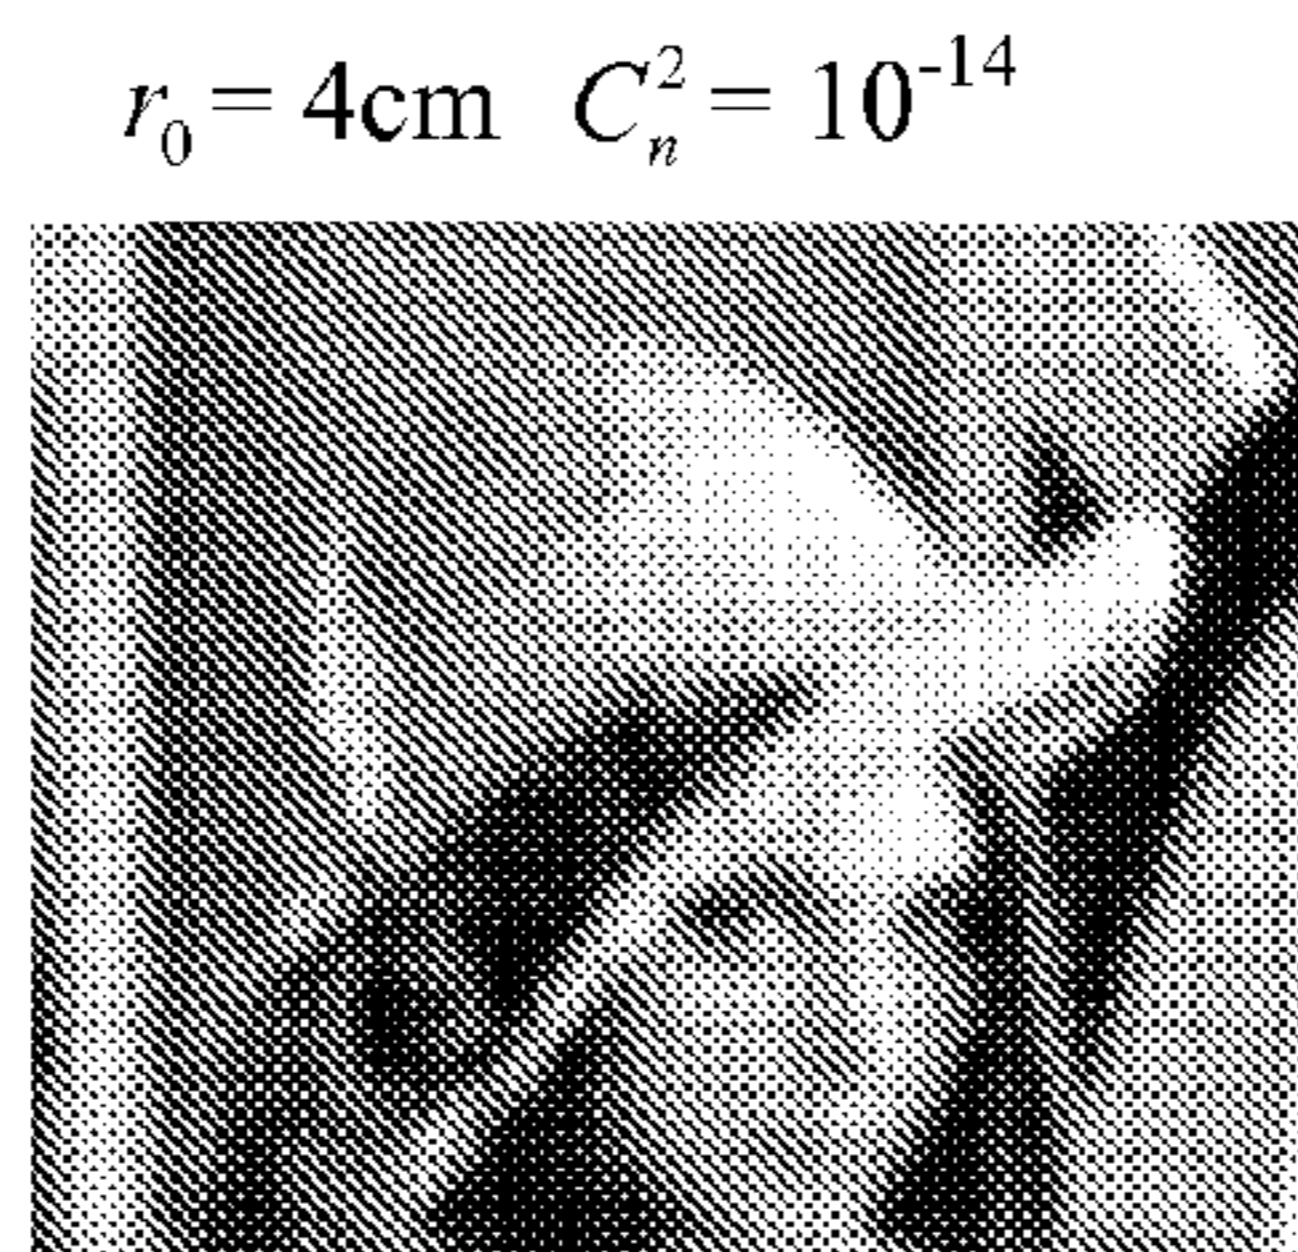 r₀ = 4cm C²ₙ = 10⁻¹⁴